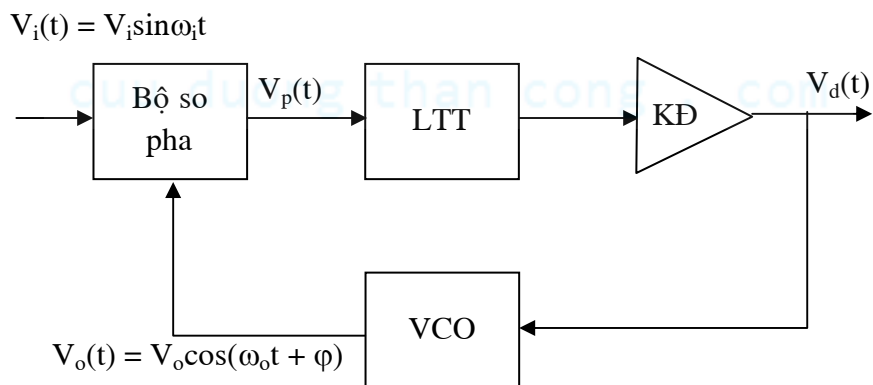 Vᵢ(t) = Vᵢsinωᵢt
cuu duong than cong . com
Bộ so
pha
Vₚ(t)
LTT
KĐ
V_d(t)
VCO
Vₒ(t) = Vₒcos(ωₒt + φ)